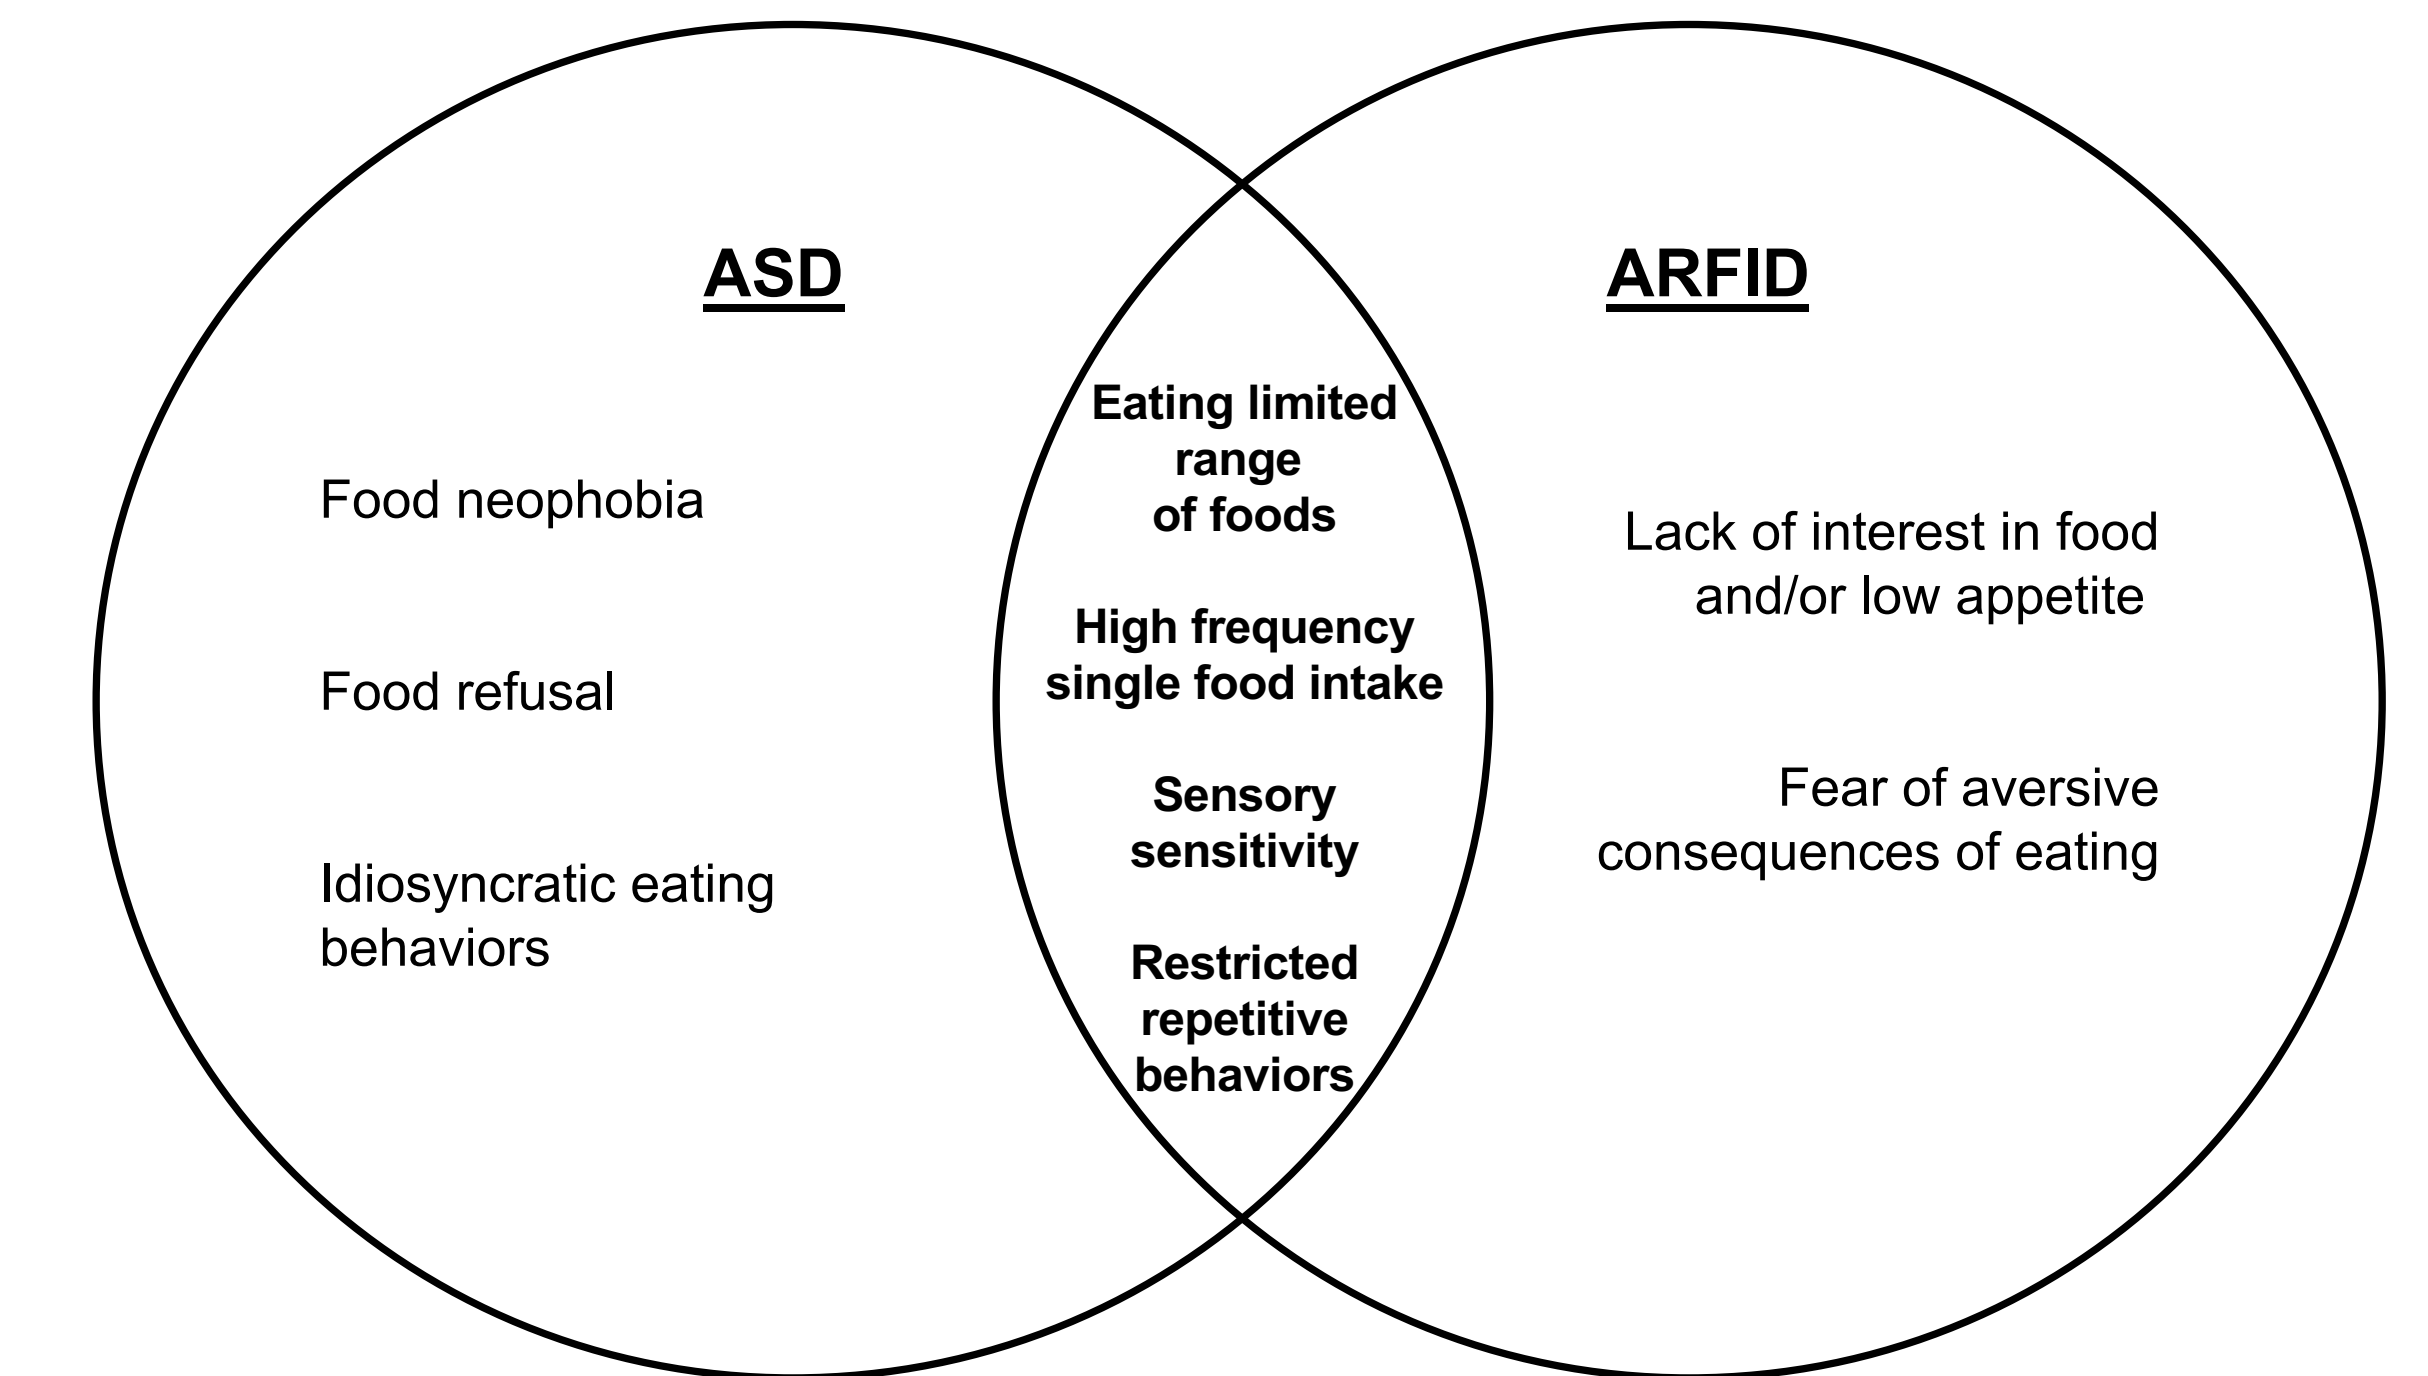 ASD
Food neophobia
Food refusal
Idiosyncratic eating
behaviors
Eating limited
range
of foods
High frequency
single food intake
Sensory
sensitivity
Restricted
repetitive
behaviors
ARFID
Lack of interest in food
and/or low appetite
Fear of aversive
consequences of eating